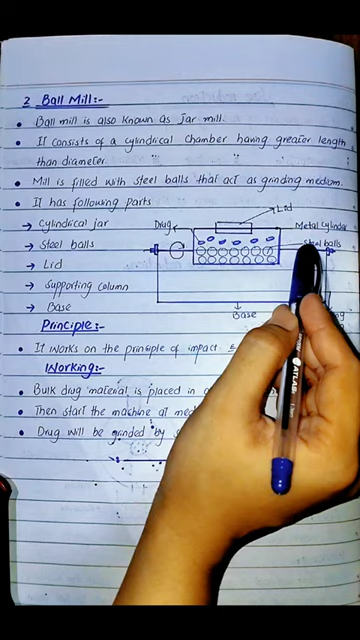 2 Ball Mill:-
• Ball mill is also known as jar mill.
• It consists of a cylindrical chamber having greater length
than diameter.
• Mill is filled with steel balls that act as grinding medium.
• It has following parts
→ Cylindrical jar
→ Steel balls
→ Lid
→ Supporting column
→ Base
Lid
Drug
Metal Cylinder
Steel balls
Base
Principle:-
• It works on the principle of impact
Working:-
• Bulk drug material is placed in
• Then start the machine at
• Drug will be grinded by
ATLAS